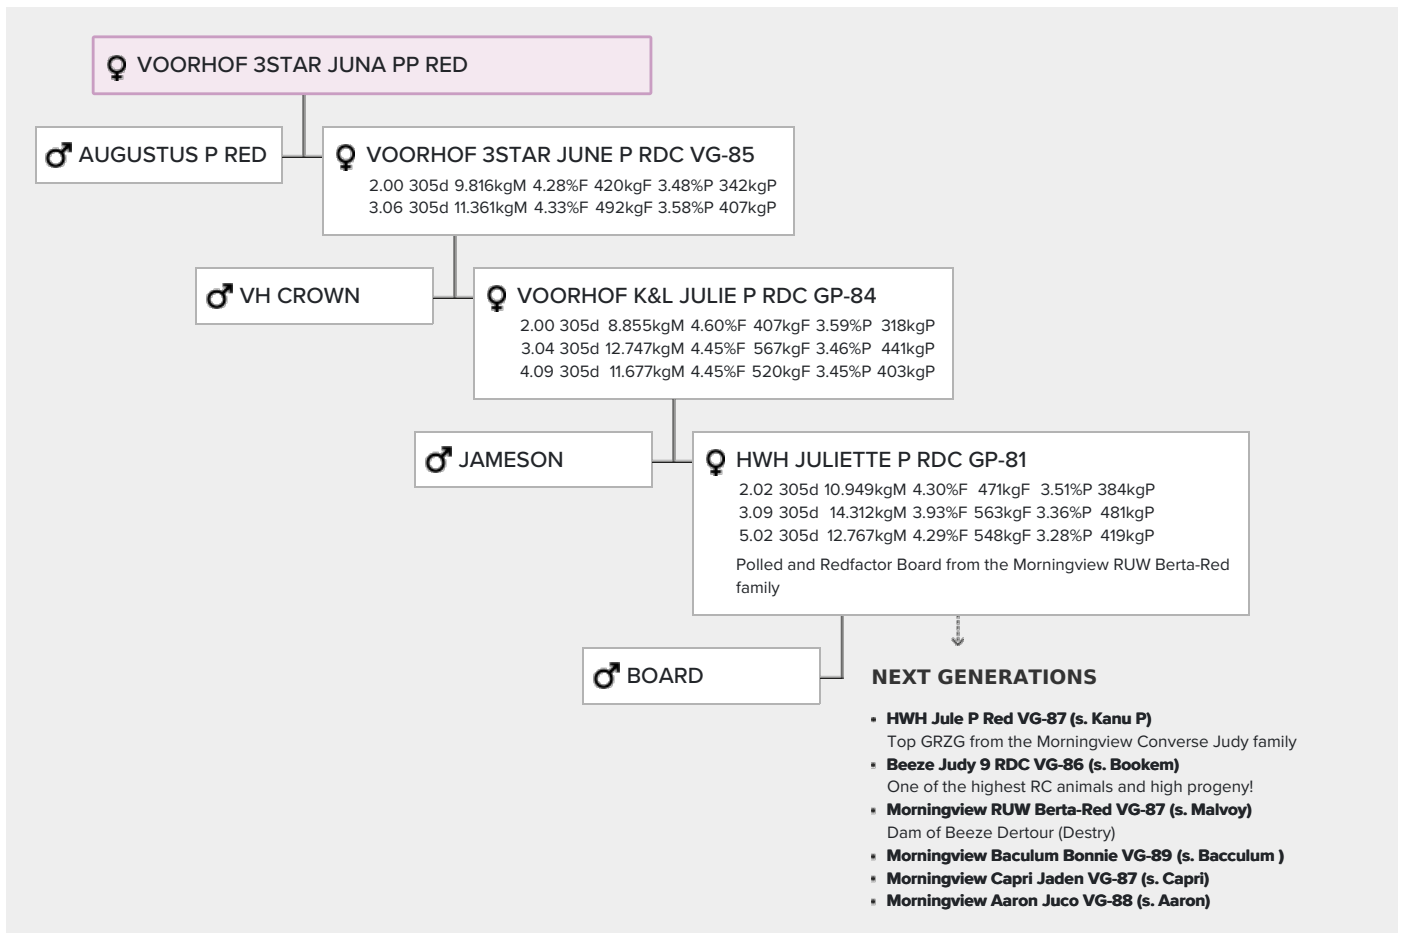 VOORHOF 3STAR JUNA PP RED
AUGUSTUS P RED
VOORHOF 3STAR JUNE P RDC VG-85
2.00 305d 9.816kgM 4.28%F 420kgF 3.48%P 342kgP
3.06 305d 11.361kgM 4.33%F 492kgF 3.58%P 407kgP
VH CROWN
VOORHOF K&L JULIE P RDC GP-84
2.00 305d 8.855kgM 4.60%F 407kgF 3.59%P 318kgP
3.04 305d 12.747kgM 4.45%F 567kgF 3.46%P 441kgP
4.09 305d 11.677kgM 4.45%F 520kgF 3.45%P 403kgP
JAMESON
HWH JULIETTE P RDC GP-81
2.02 305d 10.949kgM 4.30%F 471kgF 3.51%P 384kgP
3.09 305d 14.312kgM 3.93%F 563kgF 3.36%P 481kgP
5.02 305d 12.767kgM 4.29%F 548kgF 3.28%P 419kgP
Polled and Redfactor Board from the Morningview RUW Berta-Red
family
BOARD
NEXT GENERATIONS
▪ HWH Jule P Red VG-87 (s. Kanu P)
Top GRZG from the Morningview Converse Judy family
▪ Beeze Judy 9 RDC VG-86 (s. Bookem)
One of the highest RC animals and high progeny!
▪ Morningview RUW Berta-Red VG-87 (s. Malvoy)
Dam of Beeze Dertour (Destry)
▪ Morningview Baculum Bonnie VG-89 (s. Bacculum )
▪ Morningview Capri Jaden VG-87 (s. Capri)
▪ Morningview Aaron Juco VG-88 (s. Aaron)